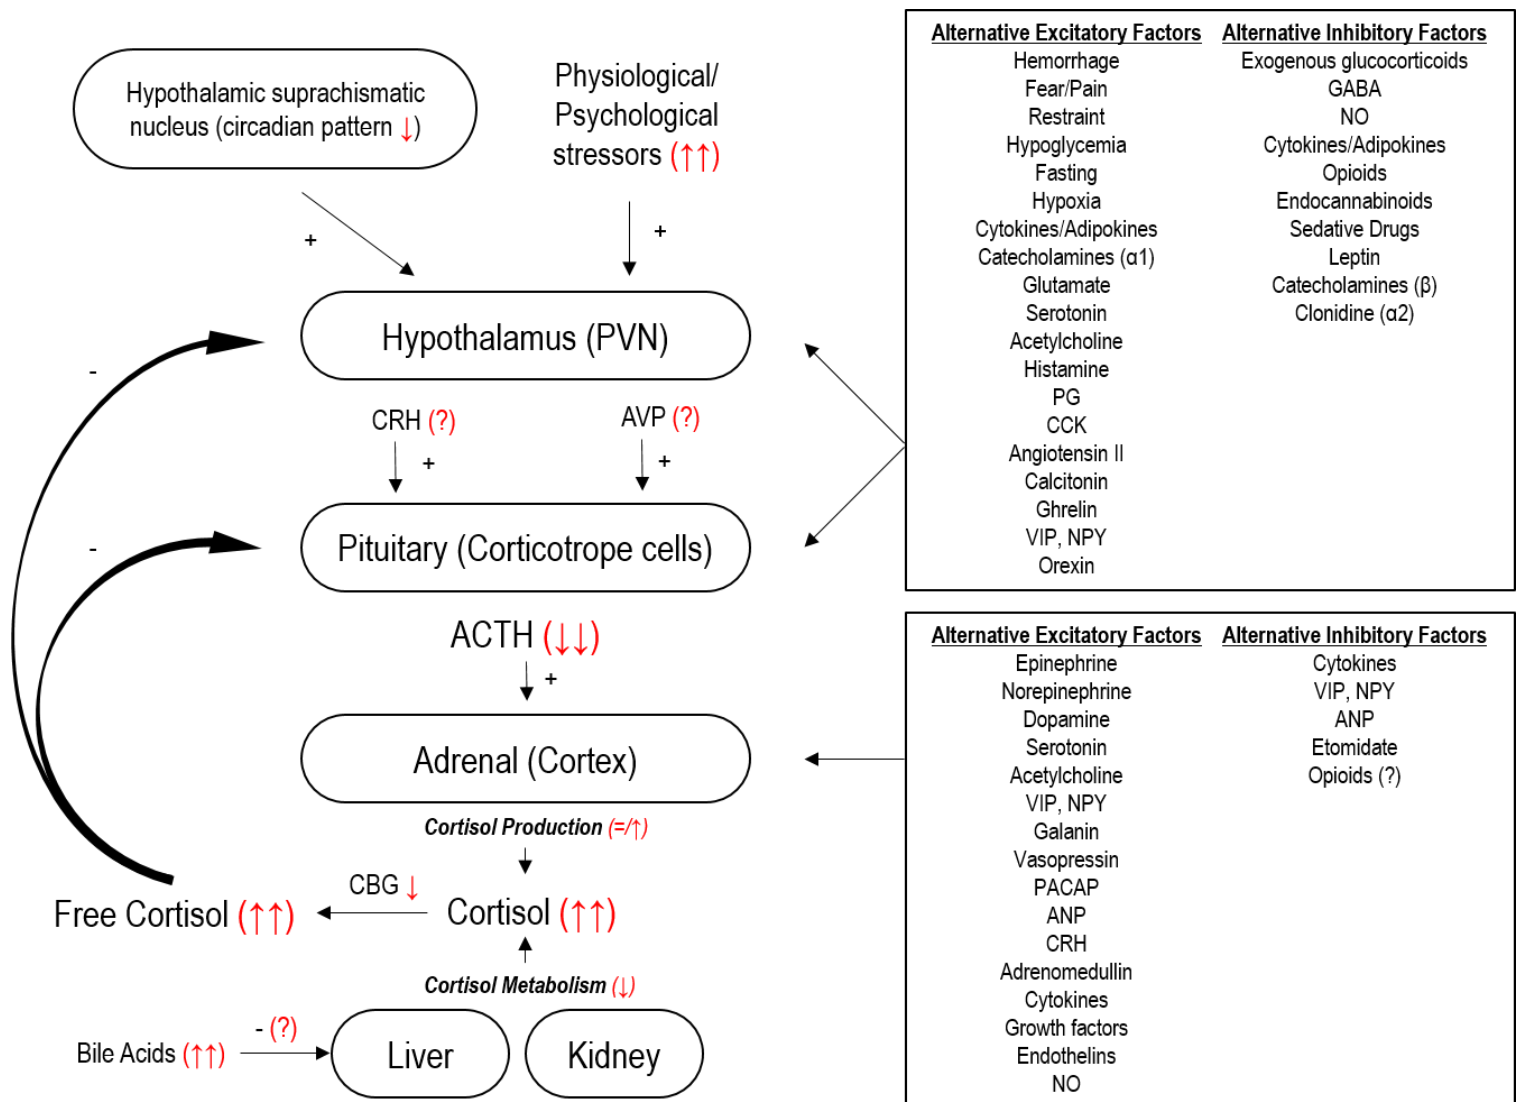 Hypothalamic suprachismatic
nucleus (circadian pattern ↓)
Physiological/
Psychological
stressors (↑↑)
+
+
Hypothalamus (PVN)
-
CRH (?)
AVP (?)
+
+
-
Pituitary (Corticotrope cells)
ACTH (↓↓)
+
Adrenal (Cortex)
Cortisol Production (=/↑)
CBG ↓
Free Cortisol (↑↑)
Cortisol (↑↑)
Cortisol Metabolism (↓)
- (?)
Bile Acids (↑↑)
Liver
Kidney
Alternative Excitatory Factors
Hemorrhage
Fear/Pain
Restraint
Hypoglycemia
Fasting
Hypoxia
Cytokines/Adipokines
Catecholamines (α1)
Glutamate
Serotonin
Acetylcholine
Histamine
PG
CCK
Angiotensin II
Calcitonin
Ghrelin
VIP, NPY
Orexin
Alternative Inhibitory Factors
Exogenous glucocorticoids
GABA
NO
Cytokines/Adipokines
Opioids
Endocannabinoids
Sedative Drugs
Leptin
Catecholamines (β)
Clonidine (α2)
Alternative Excitatory Factors
Epinephrine
Norepinephrine
Dopamine
Serotonin
Acetylcholine
VIP, NPY
Galanin
Vasopressin
PACAP
ANP
CRH
Adrenomedullin
Cytokines
Growth factors
Endothelins
NO
Alternative Inhibitory Factors
Cytokines
VIP, NPY
ANP
Etomidate
Opioids (?)